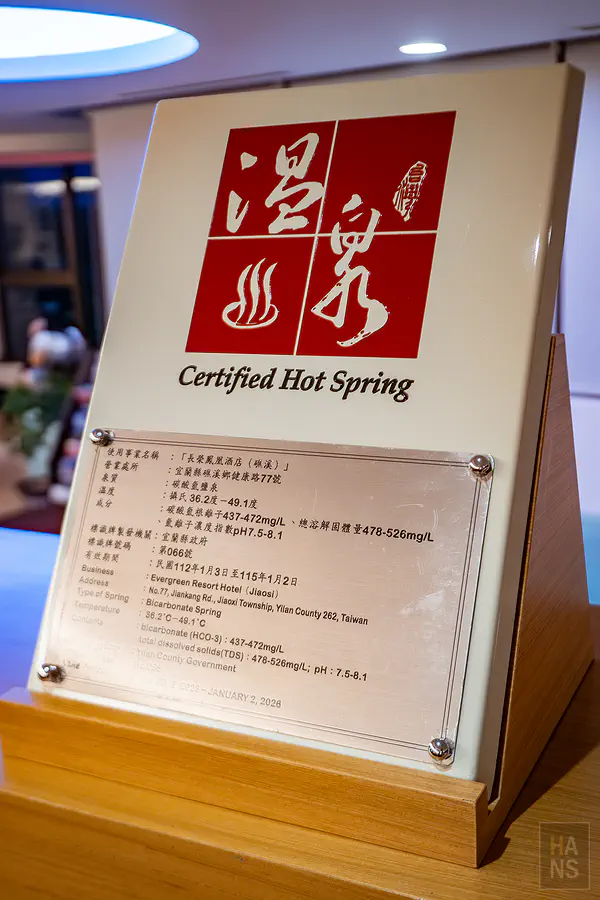 温泉
Certified Hot Spring
使用事業名稱：「長榮鳳凰酒店（礁溪）」
營業處所：宜蘭縣礁溪鄉健康路77號
泉質：碳酸氫鹽泉
溫度：攝氏 36.2度－49.1度
成分：碳酸氫根離子437-472mg/L、總溶解固體量478-526mg/L
氫離子濃度指數pH7.5-8.1
標識牌製發機關：宜蘭縣政府
標識牌號碼：第066號
有效期間：民國112年1月3日至115年1月2日
Business : Evergreen Resort Hotel (Jiaosi)
Address : No.77, Jiankang Rd., Jiaoxi Township, Yilan County 262, Taiwan
Type of Spring : Bicarbonate Spring
Temperature : 36.2°C－49.1°C
Contents : bicarbonate (HCO-3) : 437-472mg/L
total dissolved solids(TDS) : 478-526mg/L; pH : 7.5-8.1
Yilan County Government
JANUARY 2, 2026
HANS